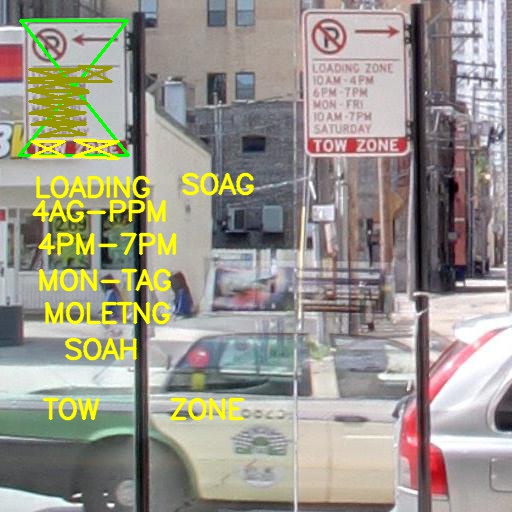 LOADING ZONE
10AM-4PM
6PM-7PM
MON-FRI
10AM-7PM
SATURDAY
TOW ZONE
LOADING SOAG
4AG-PPM
4PM-7PM
MON-TAG
MOLETNG
SOAH
TOW ZONE